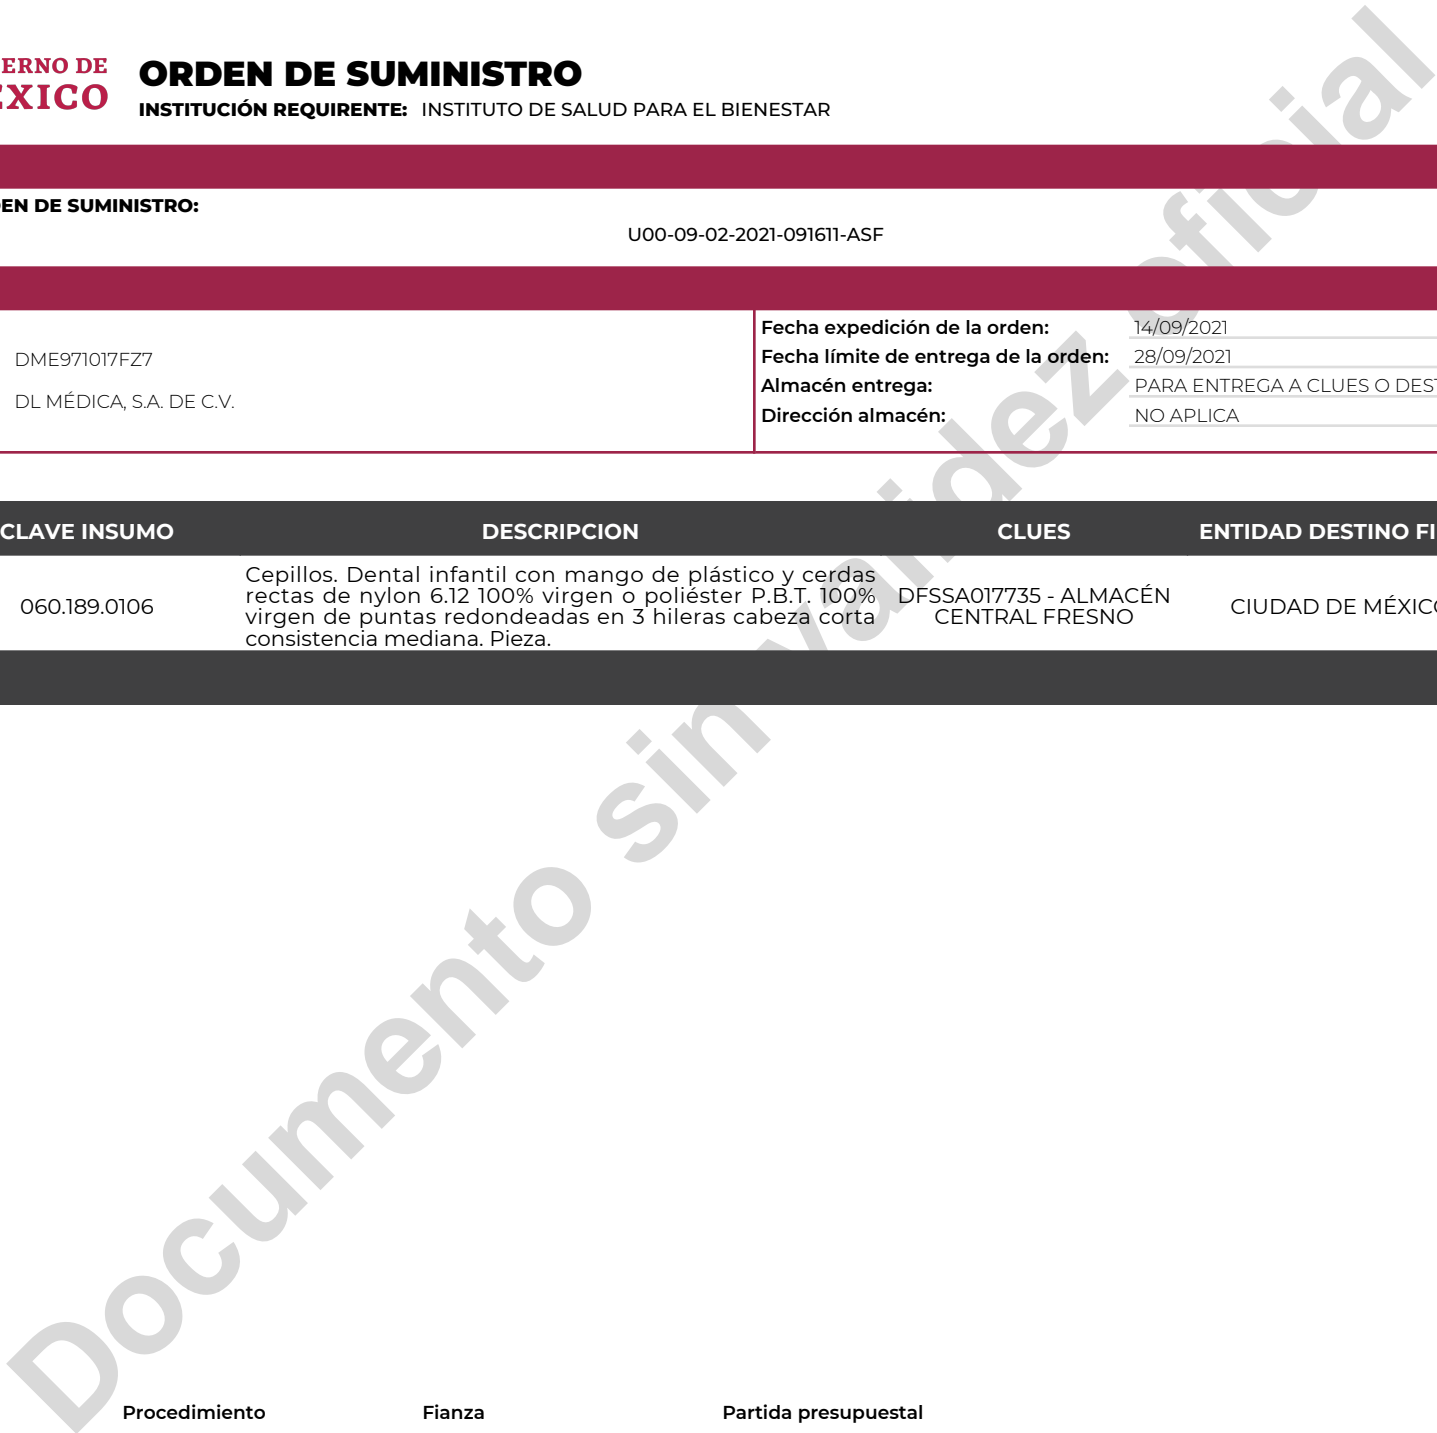 ERNO DE
ÉXICO
ORDEN DE SUMINISTRO
INSTITUCIÓN REQUIRENTE: INSTITUTO DE SALUD PARA EL BIENESTAR
EN DE SUMINISTRO:
U00-09-02-2021-091611-ASF
DME971017FZ7
DL MÉDICA, S.A. DE C.V.
Fecha expedición de la orden: 14/09/2021
Fecha límite de entrega de la orden: 28/09/2021
Almacén entrega: PARA ENTREGA A CLUES O DEST
Dirección almacén: NO APLICA
CLAVE INSUMO DESCRIPCION CLUES ENTIDAD DESTINO FI
060.189.0106
Cepillos. Dental infantil con mango de plástico y cerdas
rectas de nylon 6.12 100% virgen o poliéster P.B.T. 100%
virgen de puntas redondeadas en 3 hileras cabeza corta
consistencia mediana. Pieza.
DFSSA017735 - ALMACÉN
CENTRAL FRESNO
CIUDAD DE MÉXICO
Documento sin validez oficial
Procedimiento Fianza Partida presupuestal